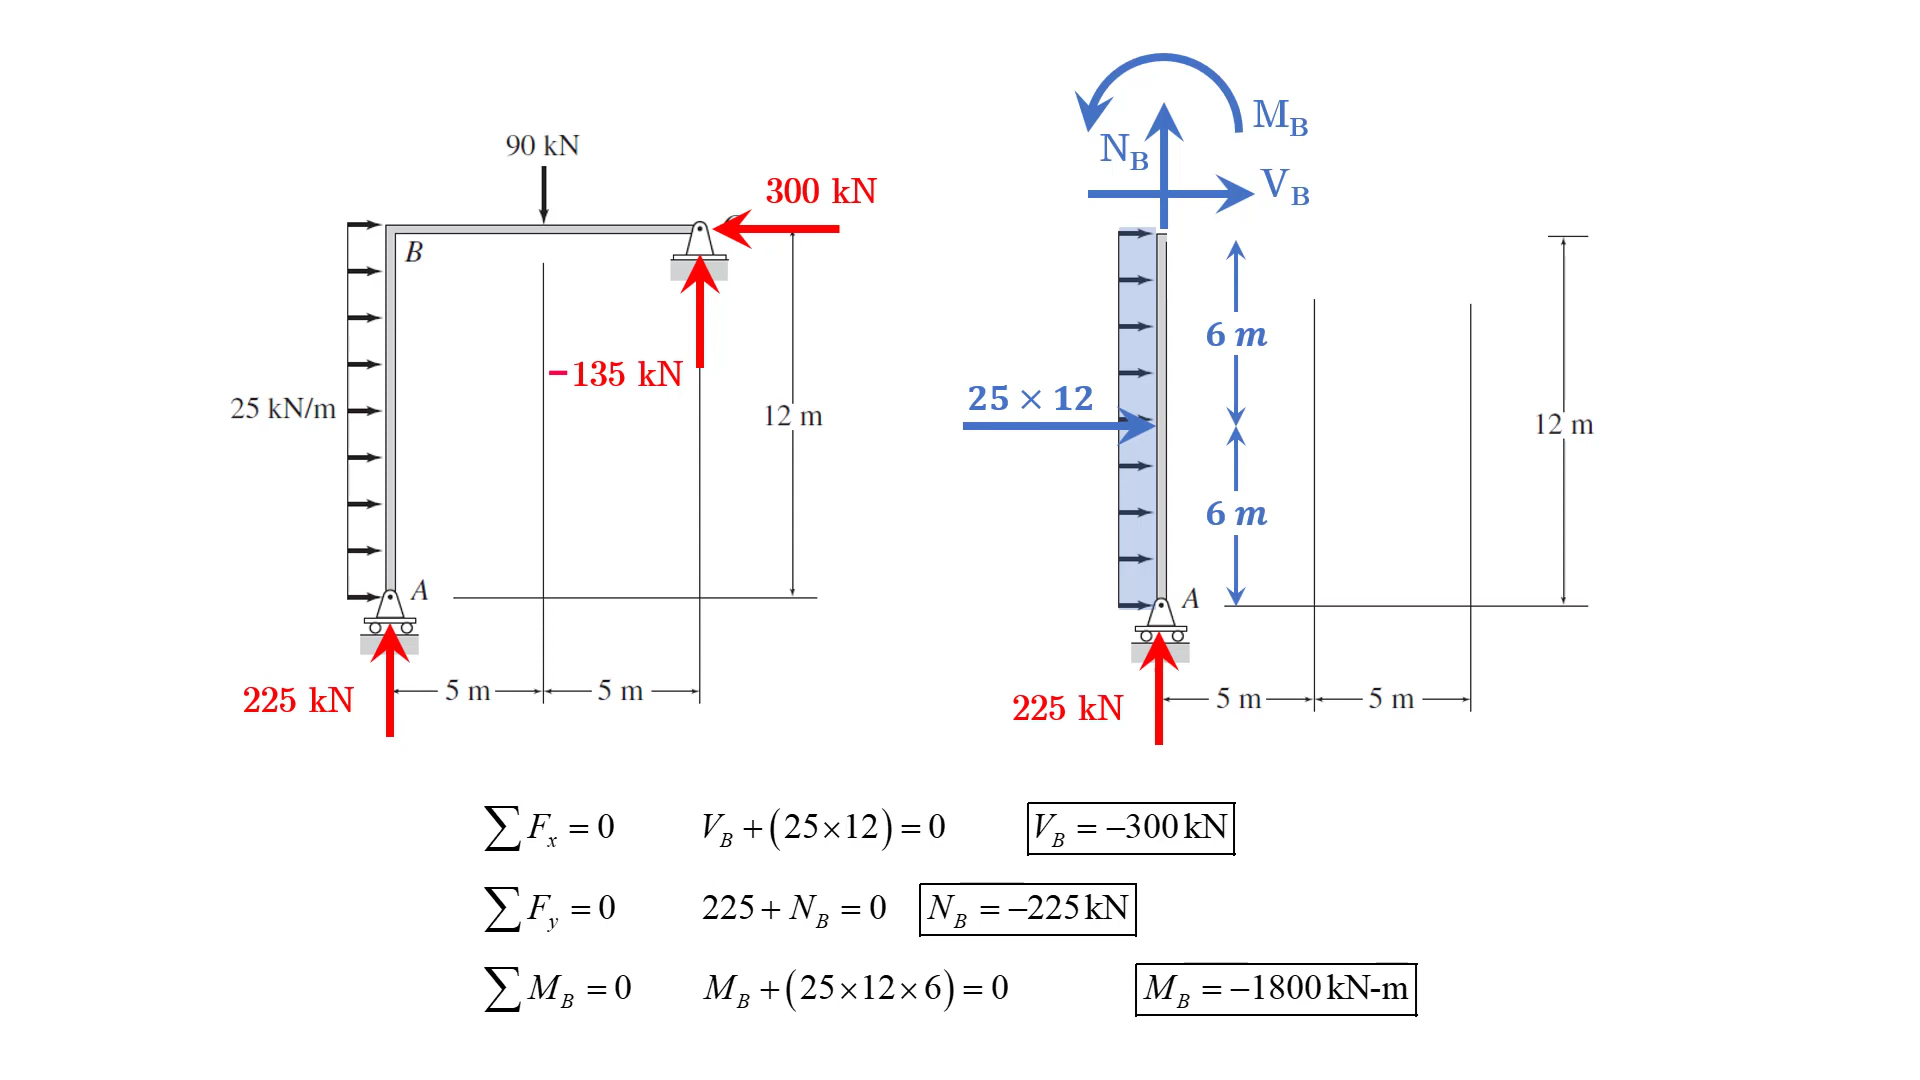 90 kN
300 kN
B
−135 kN
25 kN/m
12 m
A
225 kN
5 m
5 m
M_B
N_B
V_B
6 m
25 × 12
12 m
6 m
A
225 kN
5 m
5 m
∑F_x = 0 V_B + (25×12) = 0 V_B = −300 kN
∑F_y = 0 225 + N_B = 0 N_B = −225 kN
∑M_B = 0 M_B + (25×12×6) = 0 M_B = −1800 kN-m